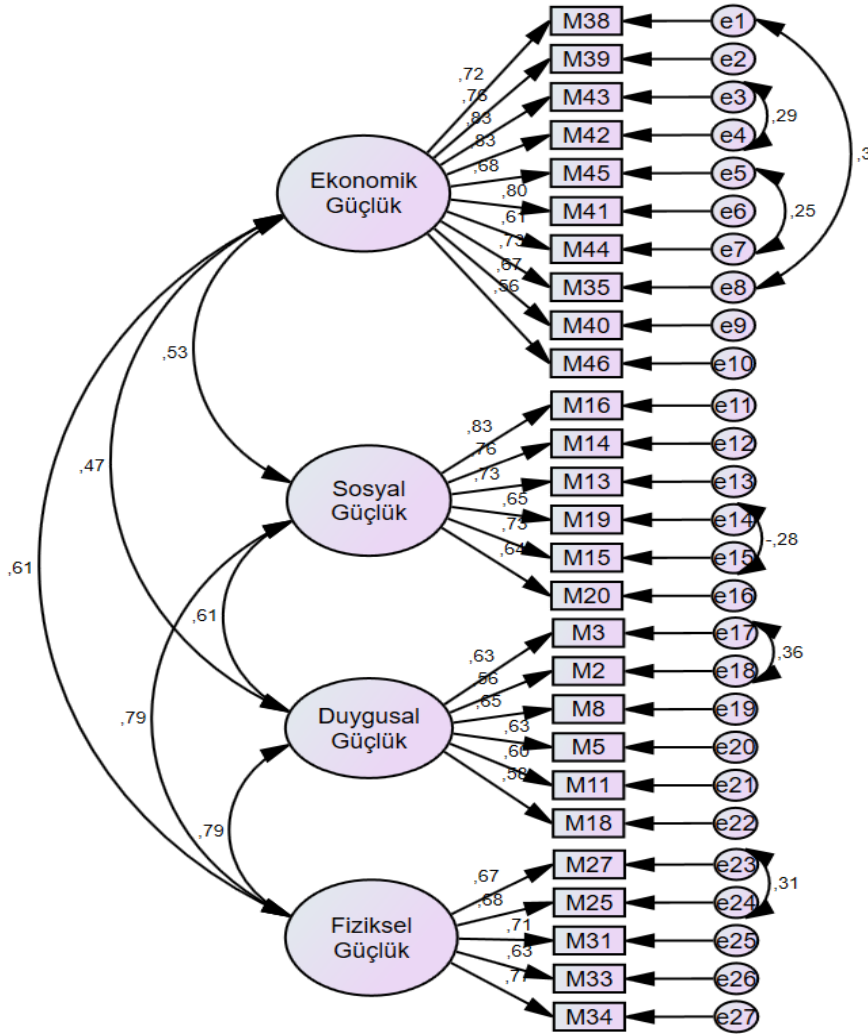 M38 e1
,72
M39 e2
,76
M43 e3
,83
,29
M42 e4
,83
,3
M45 e5
,68
Ekonomik
Güçlük
M41 e6
,80
,25
M44 e7
,61
M35 e8
,73
M40 e9
,67
M46 e10
,56
,53
M16 e11
,83
M14 e12
,76
,47
M13 e13
,73
Sosyal
Güçlük
M19 e14
,65
-,28
M15 e15
,73
M20 e16
,64
,61
,61
M3 e17
,63
,36
M2 e18
,56
M8 e19
,65
,79
Duygusal
Güçlük
M5 e20
,63
M11 e21
,60
M18 e22
,58
,79
M27 e23
,67
,31
M25 e24
,68
Fiziksel
Güçlük
M31 e25
,71
M33 e26
,63
M34 e27
,77